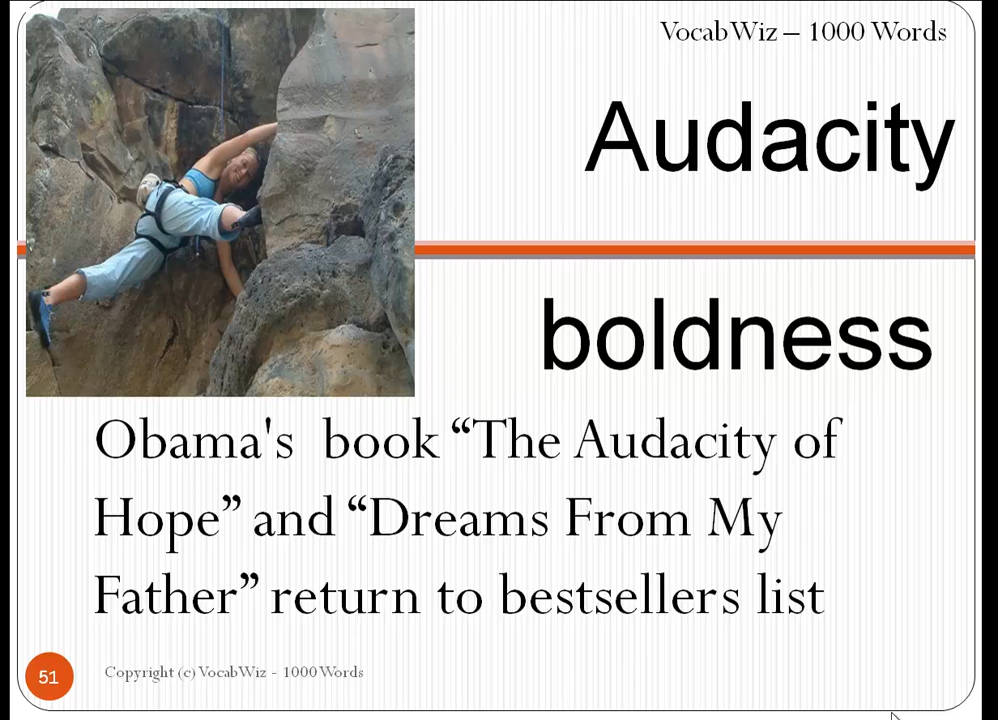 VocabWiz – 1000 Words
Audacity
boldness
Obama's  book “The Audacity of
Hope” and “Dreams From My
Father” return to bestsellers list
51
Copyright (c) VocabWiz - 1000 Words